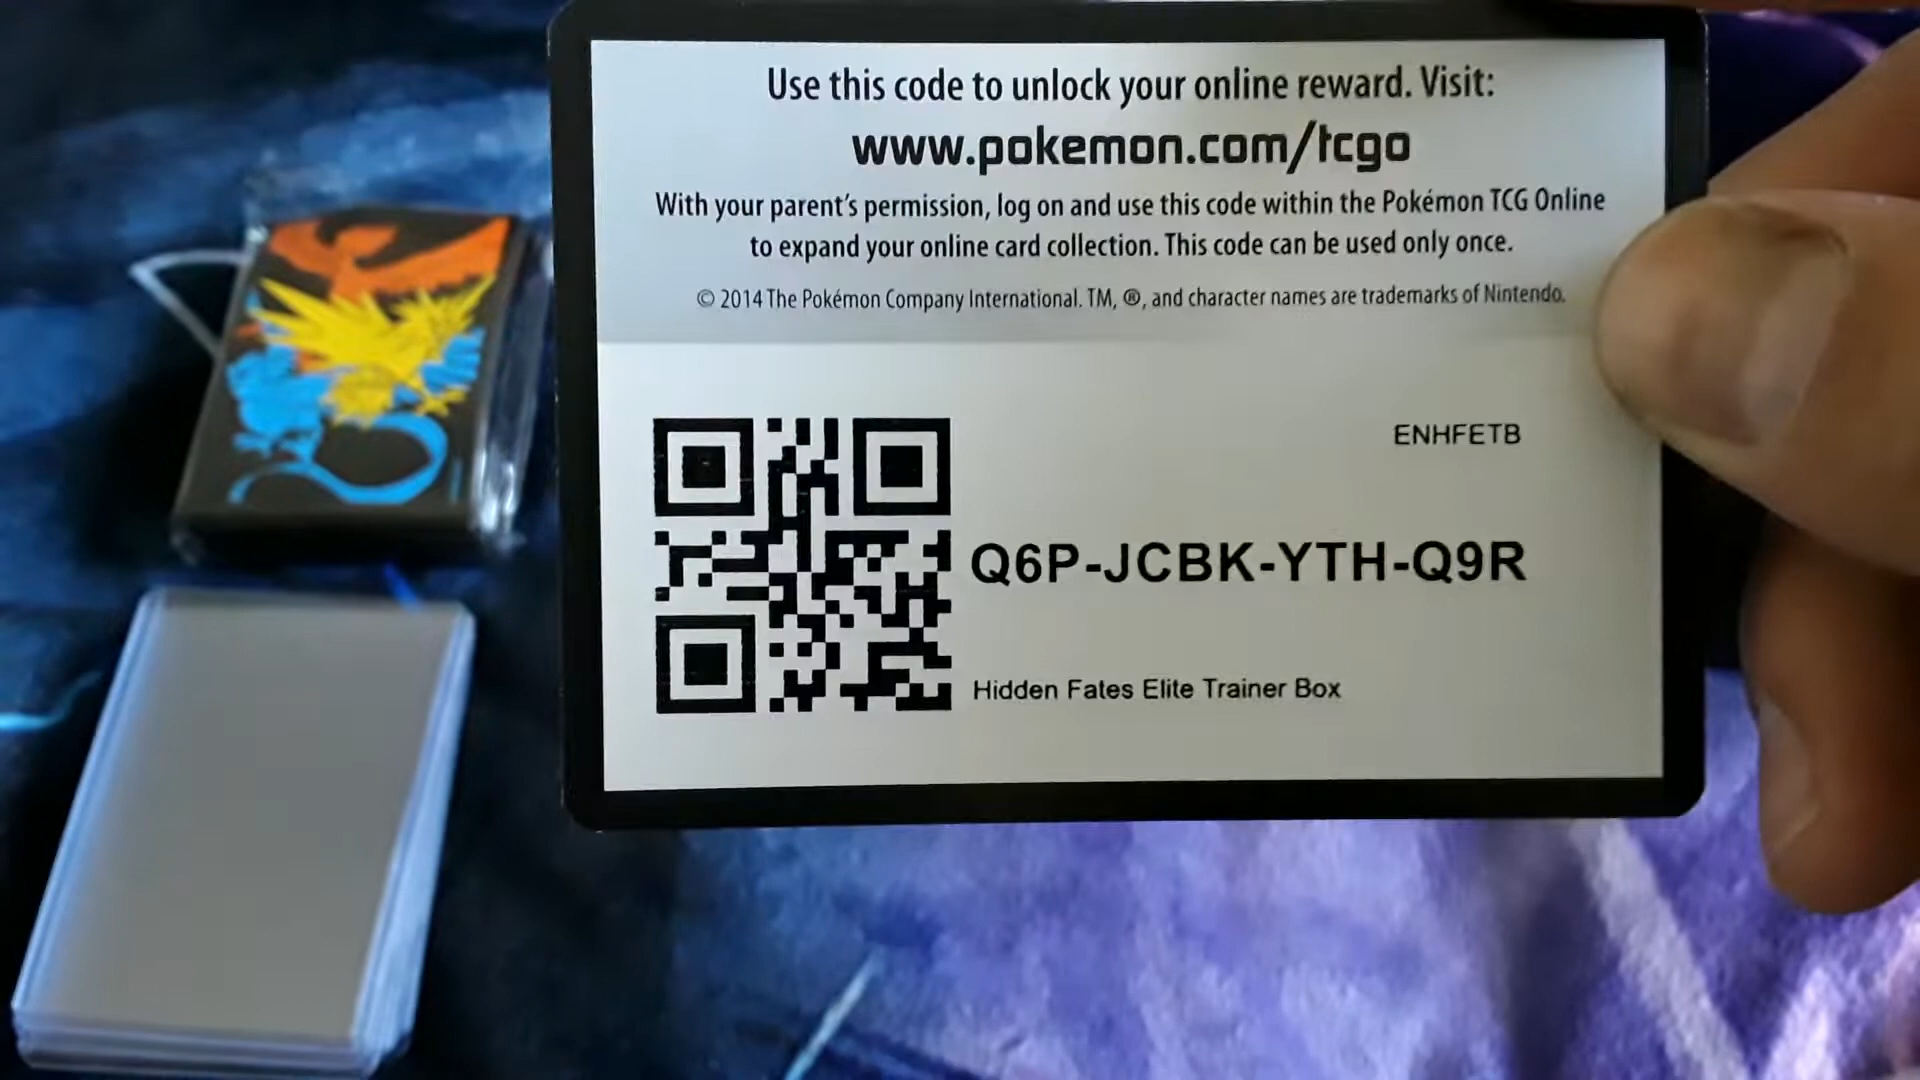 Use this code to unlock your online reward. Visit:
www.pokemon.com/tcgo
With your parent's permission, log on and use this code within the Pokémon TCG Online
to expand your online card collection. This code can be used only once.
© 2014 The Pokémon Company International. TM, ®, and character names are trademarks of Nintendo.
ENHFETB
Q6P-JCBK-YTH-Q9R
Hidden Fates Elite Trainer Box